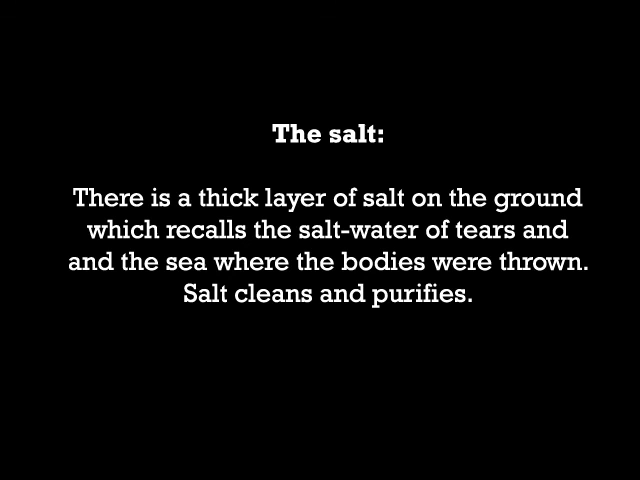 The salt:
There is a thick layer of salt on the ground
which recalls the salt-water of tears and
and the sea where the bodies were thrown.
Salt cleans and purifies.